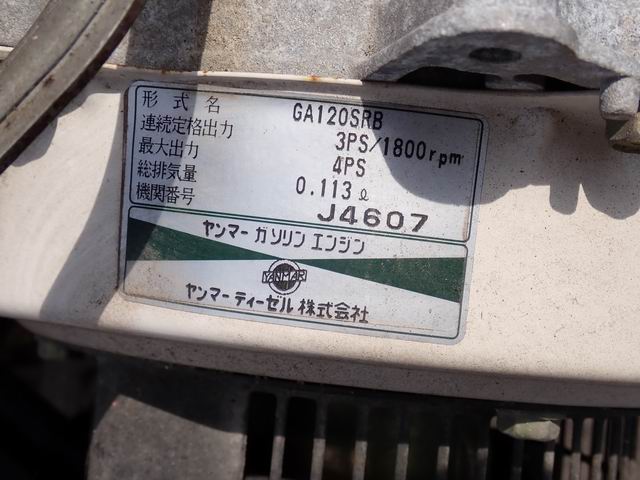 形式名 GA120SRB
連続定格出力 3PS/1800rpm
最大出力 4PS
総排気量 0.113ℓ
機関番号 J4607
ヤンマー ガソリン エンジン
YANMAR
ヤンマーディーゼル 株式会社